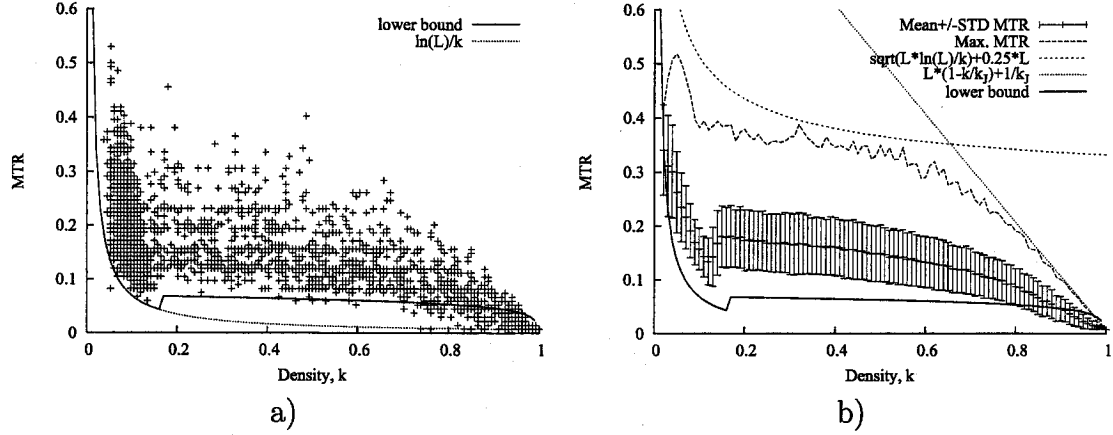 lower bound
ln(L)/k
MTR
0.6
0.5
0.4
0.3
0.2
0.1
0
0 0.2 0.4 0.6 0.8 1
Density, k
a)
Mean+/-STD MTR
Max. MTR
sqrt(L*ln(L)/k)+0.25*L
L*(1-k/kJ)+1/kJ
lower bound
MTR
0.6
0.5
0.4
0.3
0.2
0.1
0
0 0.2 0.4 0.6 0.8 1
Density, k
b)